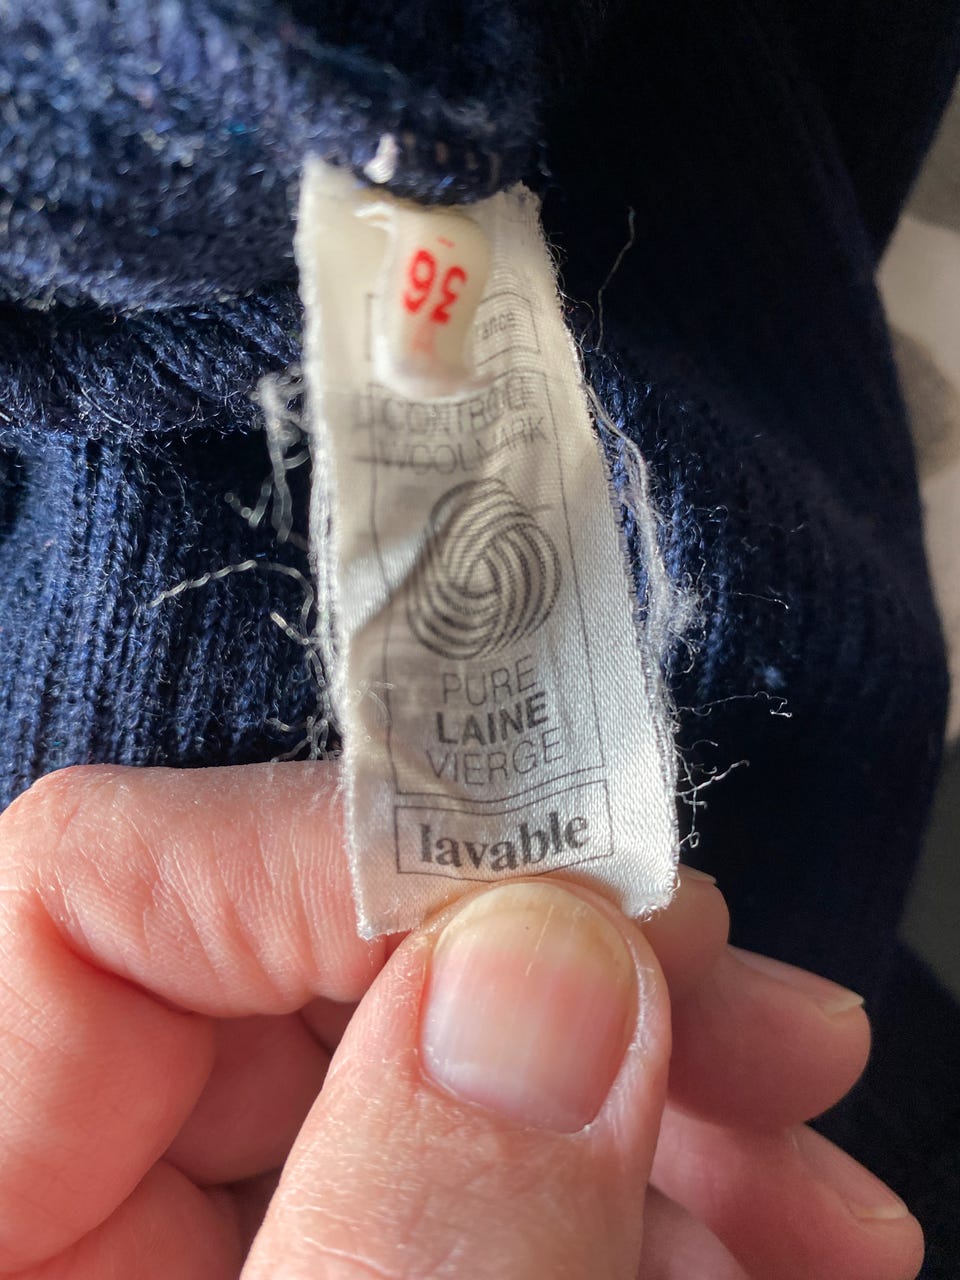 36
CONTROLE
WOOLMARK
PURE
LAINE
VIERGE
lavable